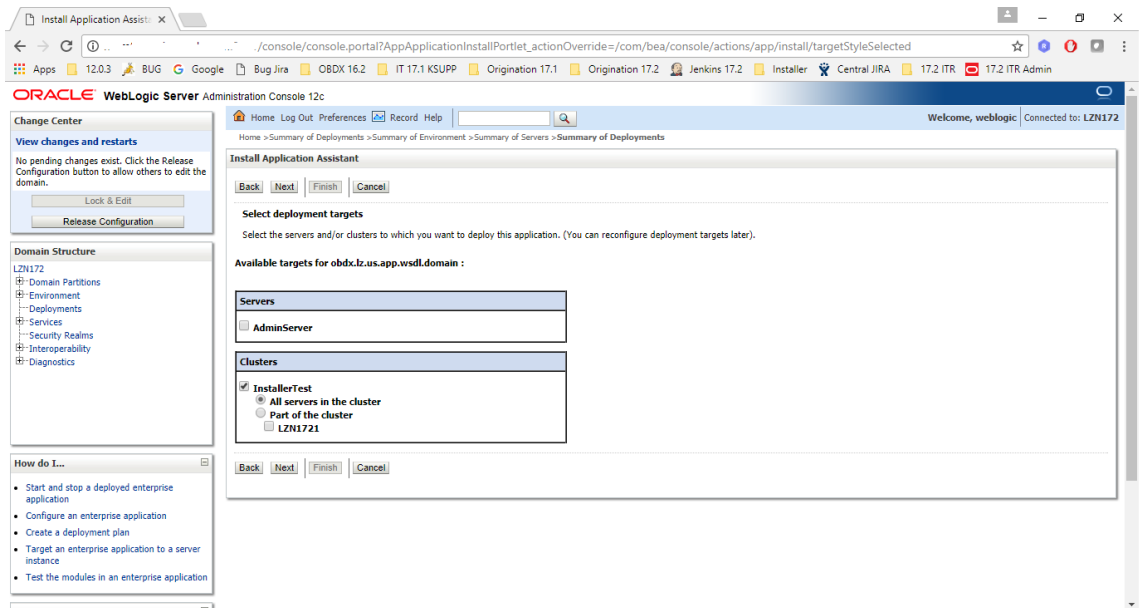 Install Application Assista
/console/console.portal?AppApplicationInstallPortlet_actionOverride=/com/bea/console/actions/app/install/targetStyleSelected
Apps 12.0.3 BUG Google Bug Jira OBDX 16.2 IT 17.1 KSUPP Origination 17.1 Origination 17.2 Jenkins 17.2 Installer Central JIRA 17.2 ITR 17.2 ITR Admin
ORACLE WebLogic Server Administration Console 12c
Change Center
View changes and restarts
No pending changes exist. Click the Release
Configuration button to allow others to edit the
domain.
Lock & Edit
Release Configuration
Domain Structure
LZN172
Domain Partitions
Environment
Deployments
Services
Security Realms
Interoperability
Diagnostics
How do I...
Start and stop a deployed enterprise
application
Configure an enterprise application
Create a deployment plan
Target an enterprise application to a server
instance
Test the modules in an enterprise application
Home Log Out Preferences Record Help
Welcome, weblogic Connected to: LZN172
Home >Summary of Deployments >Summary of Environment >Summary of Servers >Summary of Deployments
Install Application Assistant
Back Next Finish Cancel
Select deployment targets
Select the servers and/or clusters to which you want to deploy this application. (You can reconfigure deployment targets later).
Available targets for obdx.lz.us.app.wsdl.domain :
Servers
AdminServer
Clusters
InstallerTest
All servers in the cluster
Part of the cluster
LZN1721
Back Next Finish Cancel